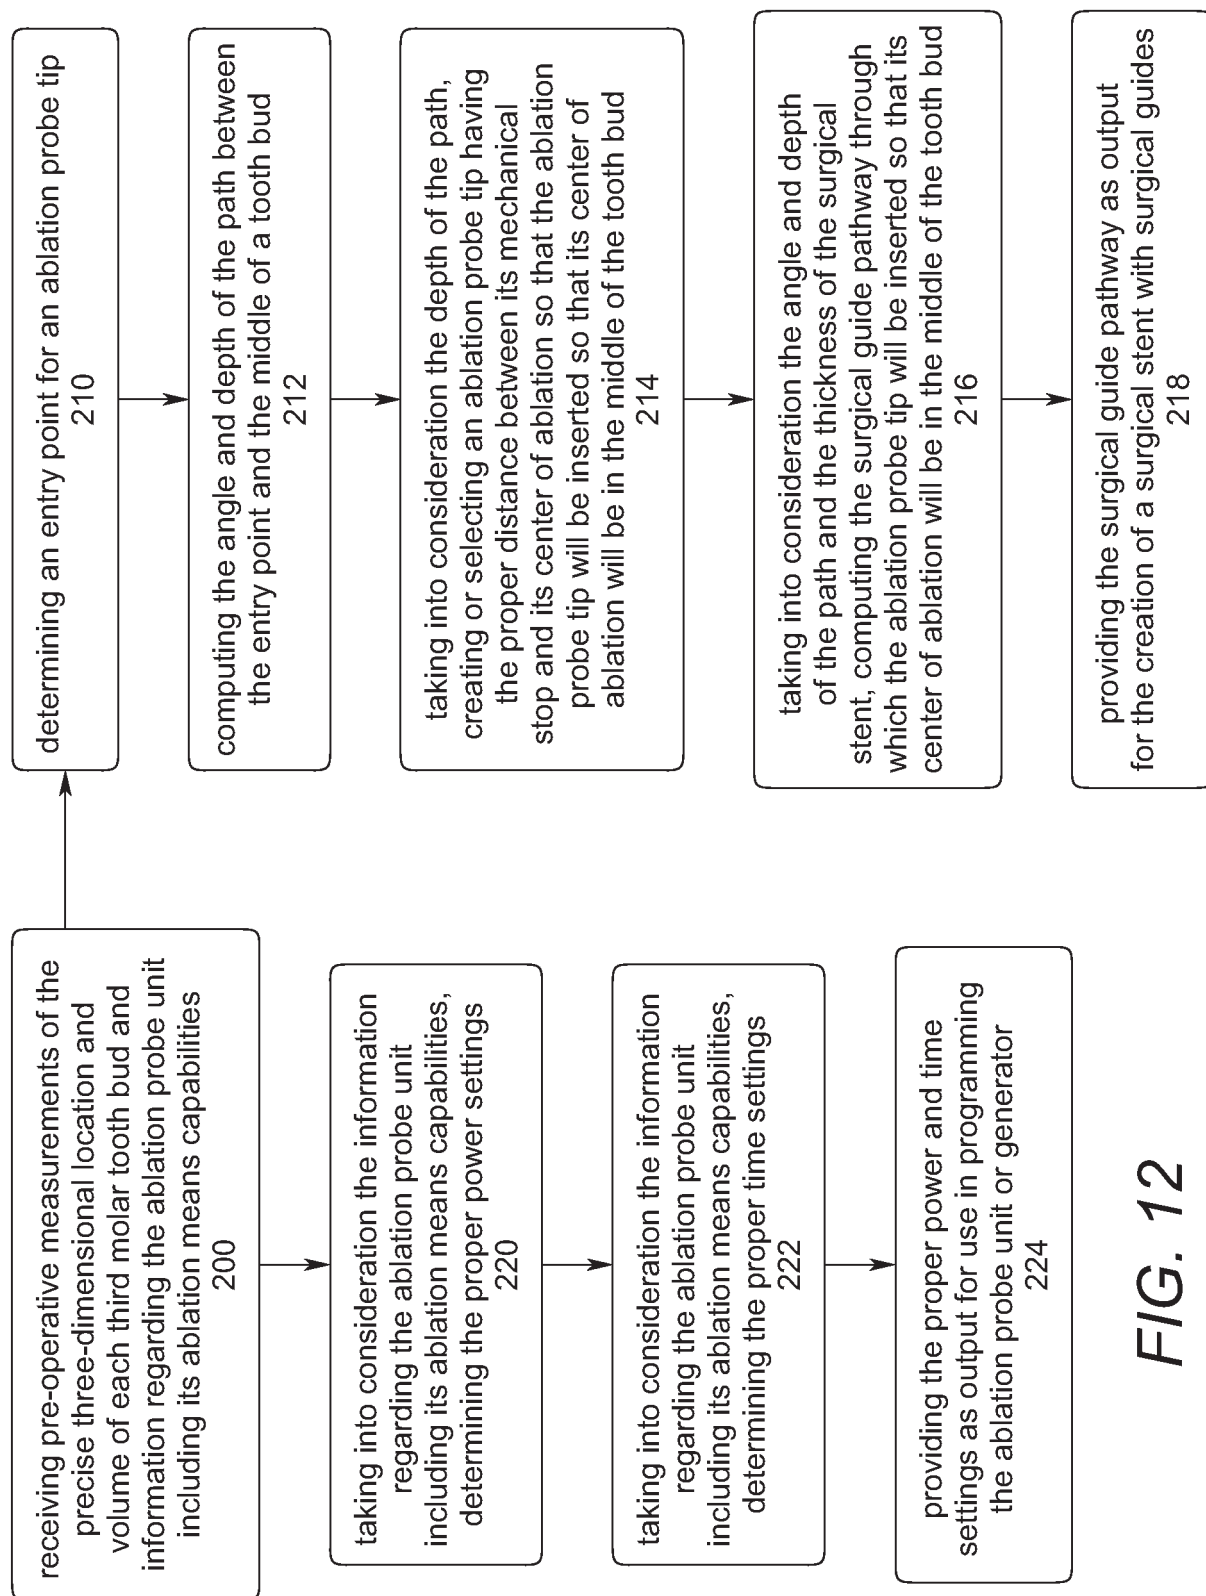 receiving pre-operative measurements of the
precise three-dimensional location and
volume of each third molar tooth bud and
information regarding the ablation probe unit
including its ablation means capabilities
200
taking into consideration the information
regarding the ablation probe unit
including its ablation means capabilities,
determining the proper power settings
220
taking into consideration the information
regarding the ablation probe unit
including its ablation means capabilities,
determining the proper time settings
222
providing the proper power and time
settings as output for use in programming
the ablation probe unit or generator
224
determining an entry point for an ablation probe tip
210
computing the angle and depth of the path between
the entry point and the middle of a tooth bud
212
taking into consideration the depth of the path,
creating or selecting an ablation probe tip having
the proper distance between its mechanical
stop and its center of ablation so that the ablation
probe tip will be inserted so that its center of
ablation will be in the middle of the tooth bud
214
taking into consideration the angle and depth
of the path and the thickness of the surgical
stent, computing the surgical guide pathway through
which the ablation probe tip will be inserted so that its
center of ablation will be in the middle of the tooth bud
216
providing the surgical guide pathway as output
for the creation of a surgical stent with surgical guides
218
FIG. 12